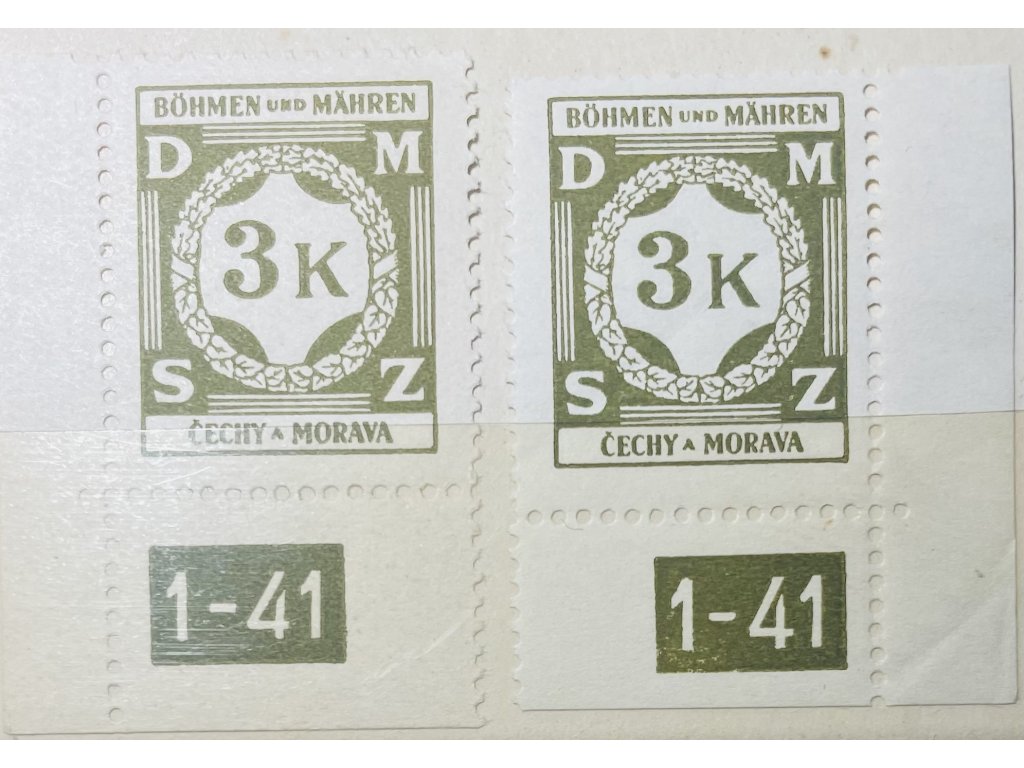 BÖHMEN UND MÄHREN
D M
3 K
S Z
ČECHY A MORAVA
1-41
BÖHMEN UND MÄHREN
D M
3 K
S Z
ČECHY A MORAVA
1-41